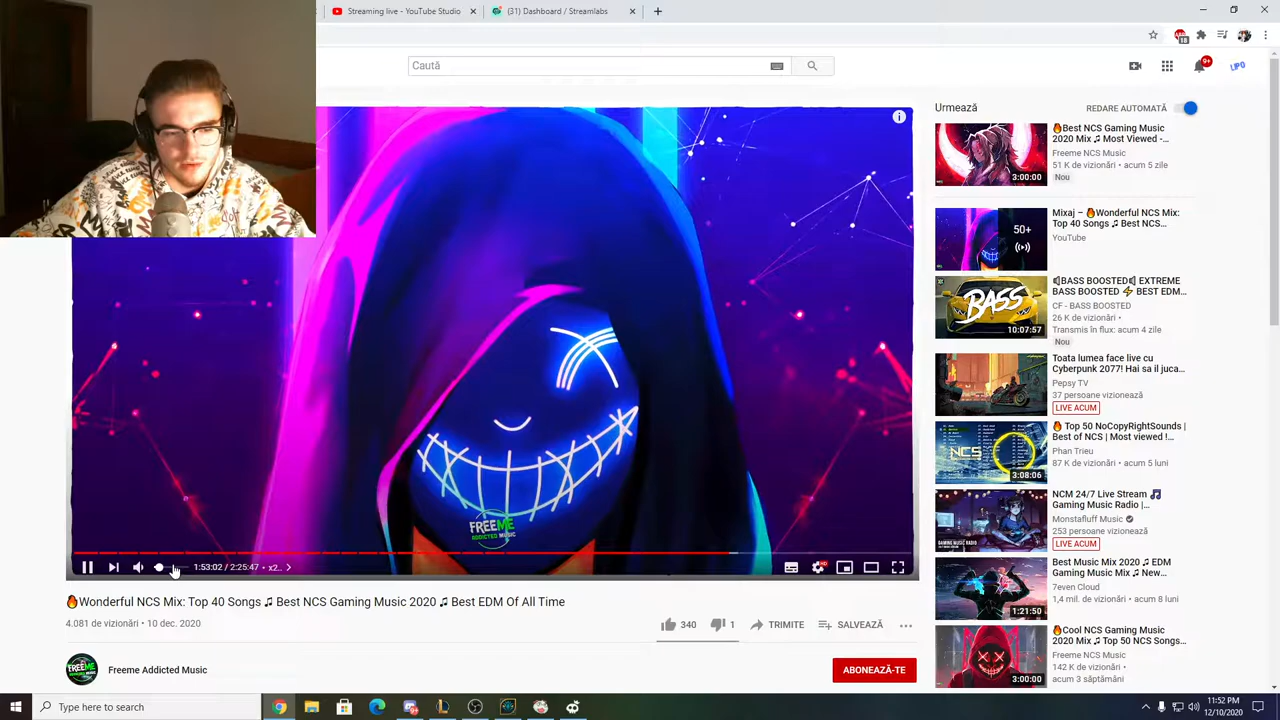 Streaming live - YouTube Studio
(31) Dashboard / Streamlabs
18
Caută
9+
UPO
Urmează
REDARE AUTOMATĂ
🔥Best NCS Gaming Music
2020 Mix ♫ Most Viewed -...
Freeme NCS Music
51 K de vizionări • acum 5 zile
Nou
3:00:00
Mixaj – 🔥Wonderful NCS Mix:
Top 40 Songs ♫ Best NCS...
YouTube
50+
🔊BASS BOOSTED🔊 EXTREME
BASS BOOSTED ⚡ BEST EDM...
CF - BASS BOOSTED
26 K de vizionări •
Transmis în flux: acum 4 zile
Nou
BASS
10:07:57
Toata lumea face live cu
Cyberpunk 2077! Hai sa il juca...
Pepsy TV
37 persoane vizionează
LIVE ACUM
🔥 Top 50 NoCopyRightSounds |
Best of NCS | Most viewed !...
Phan Trieu
87 K de vizionări • acum 5 luni
NCS
3:08:06
NCM 24/7 Live Stream 🎵
Gaming Music Radio |...
Monstafluff Music
253 persoane vizionează
LIVE ACUM
GAMING MUSIC RADIO
Best Music Mix 2020 ♫ EDM
Gaming Music Mix ♫ New...
7even Cloud
1,4 mil. de vizionări • acum 8 luni
1:21:50
🔥Cool NCS Gaming Music
2020 Mix ♫ Top 50 NCS Songs...
Freeme NCS Music
142 K de vizionări •
acum 3 săptămâni
3:00:00
FREEME
ADDICTED MUSIC
1:53:02 / 2:25:47 • x2...
🔥Wonderful NCS Mix: Top 40 Songs ♫ Best NCS Gaming Music 2020 ♫ Best EDM Of All Time
4.081 de vizionări • 10 dec. 2020
340
1
TRIMITE
SALVEAZĂ
Freeme Addicted Music
ABONEAZĂ-TE
Type here to search
11:52 PM
12/10/2020